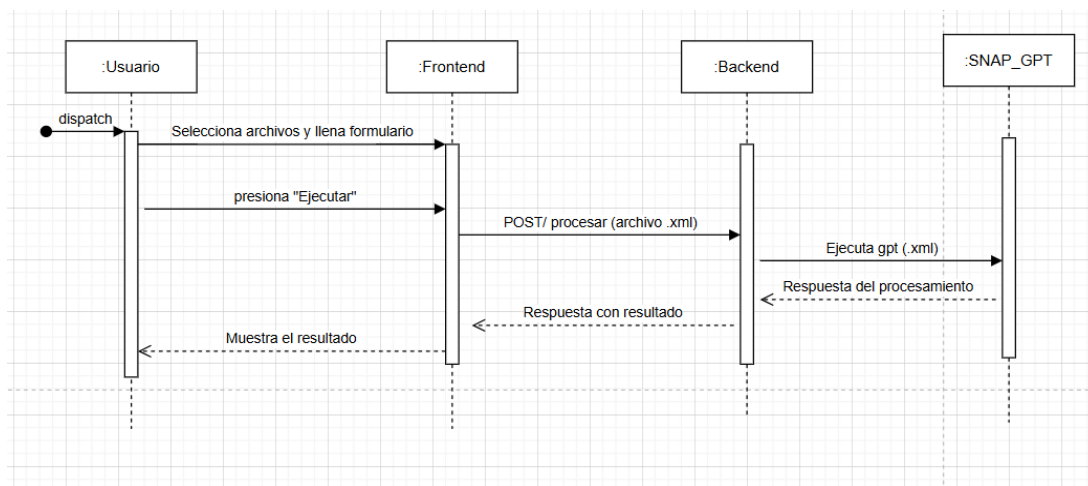 :Usuario
:Frontend
:Backend
:SNAP_GPT
dispatch
Selecciona archivos y llena formulario
presiona "Ejecutar"
POST/ procesar (archivo .xml)
Ejecuta gpt (.xml)
Respuesta del procesamiento
Respuesta con resultado
Muestra el resultado